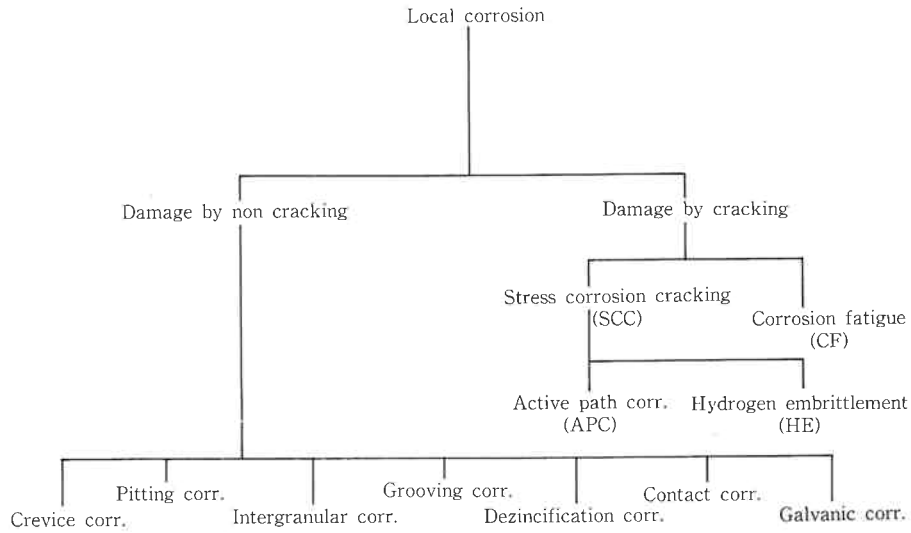 Local corrosion
Damage by non cracking
Damage by cracking
Stress corrosion cracking
(SCC)
Corrosion fatigue
(CF)
Active path corr.
(APC)
Hydrogen embrittlement
(HE)
Crevice corr.
Pitting corr.
Intergranular corr.
Grooving corr.
Dezincification corr.
Contact corr.
Galvanic corr.